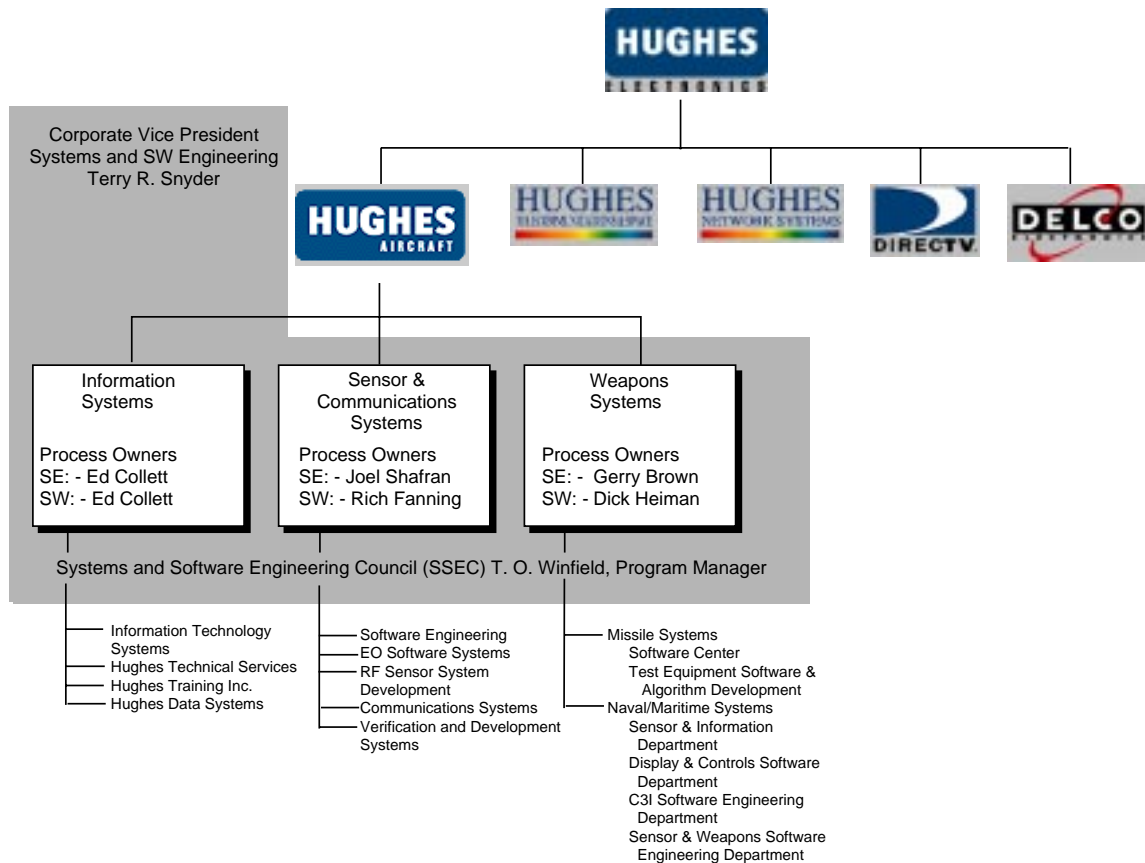 HUGHES
ELECTRONICS
Corporate Vice President
Systems and SW Engineering
Terry R. Snyder
HUGHES
AIRCRAFT
HUGHES
HUGHES
NETWORK SYSTEMS
DIRECTV
DELCO
ELECTRONICS
Information
Systems
Process Owners
SE: - Ed Collett
SW: - Ed Collett
Sensor &
Communications
Systems
Process Owners
SE: - Joel Shafran
SW: - Rich Fanning
Weapons
Systems
Process Owners
SE: - Gerry Brown
SW: - Dick Heiman
Systems and Software Engineering Council (SSEC) T. O. Winfield, Program Manager
Information Technology
Systems
Hughes Technical Services
Hughes Training Inc.
Hughes Data Systems
Software Engineering
EO Software Systems
RF Sensor System
Development
Communications Systems
Verification and Development
Systems
Missile Systems
Software Center
Test Equipment Software &
Algorithm Development
Naval/Maritime Systems
Sensor & Information
Department
Display & Controls Software
Department
C3I Software Engineering
Department
Sensor & Weapons Software
Engineering Department